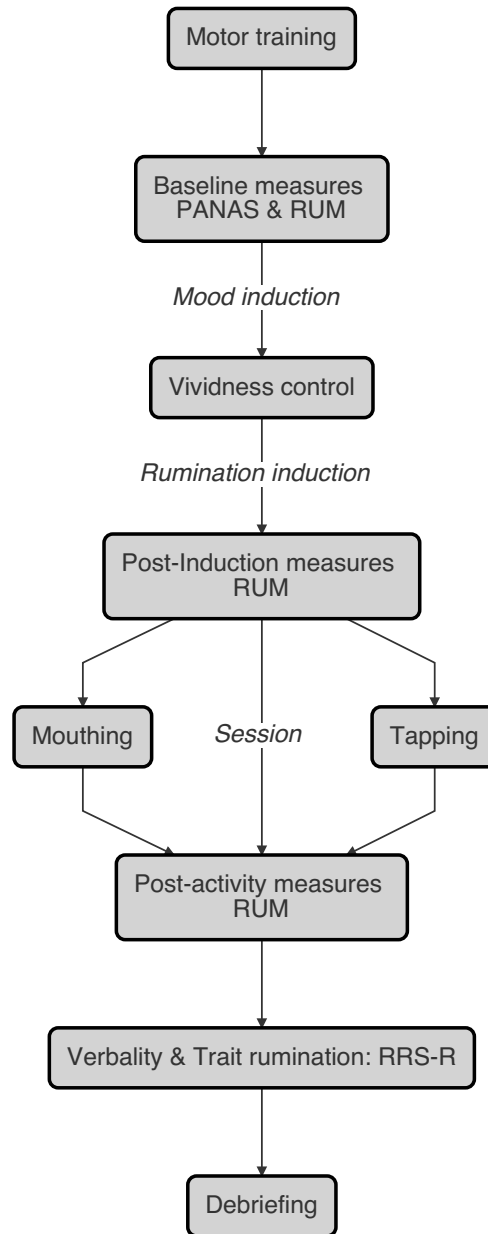 Motor training
Baseline measures
PANAS & RUM
Mood induction
Vividness control
Rumination induction
Post-Induction measures
RUM
Mouthing
Session
Tapping
Post-activity measures
RUM
Verbality & Trait rumination: RRS-R
Debriefing